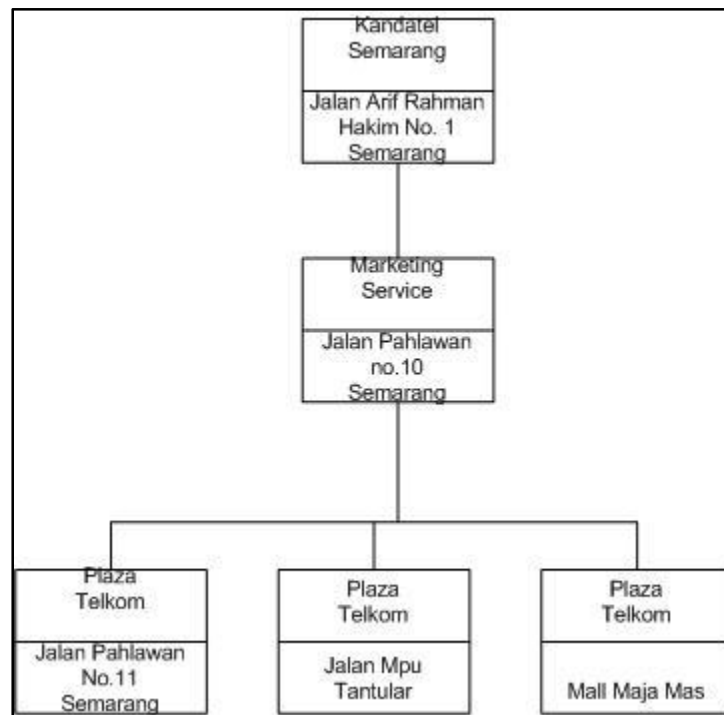 Kandatel
Semarang
Jalan Arif Rahman
Hakim No. 1
Semarang
Marketing
Service
Jalan Pahlawan
no.10
Semarang
Plaza
Telkom
Jalan Pahlawan
No.11
Semarang
Plaza
Telkom
Jalan Mpu
Tantular
Plaza
Telkom
Mall Maja Mas